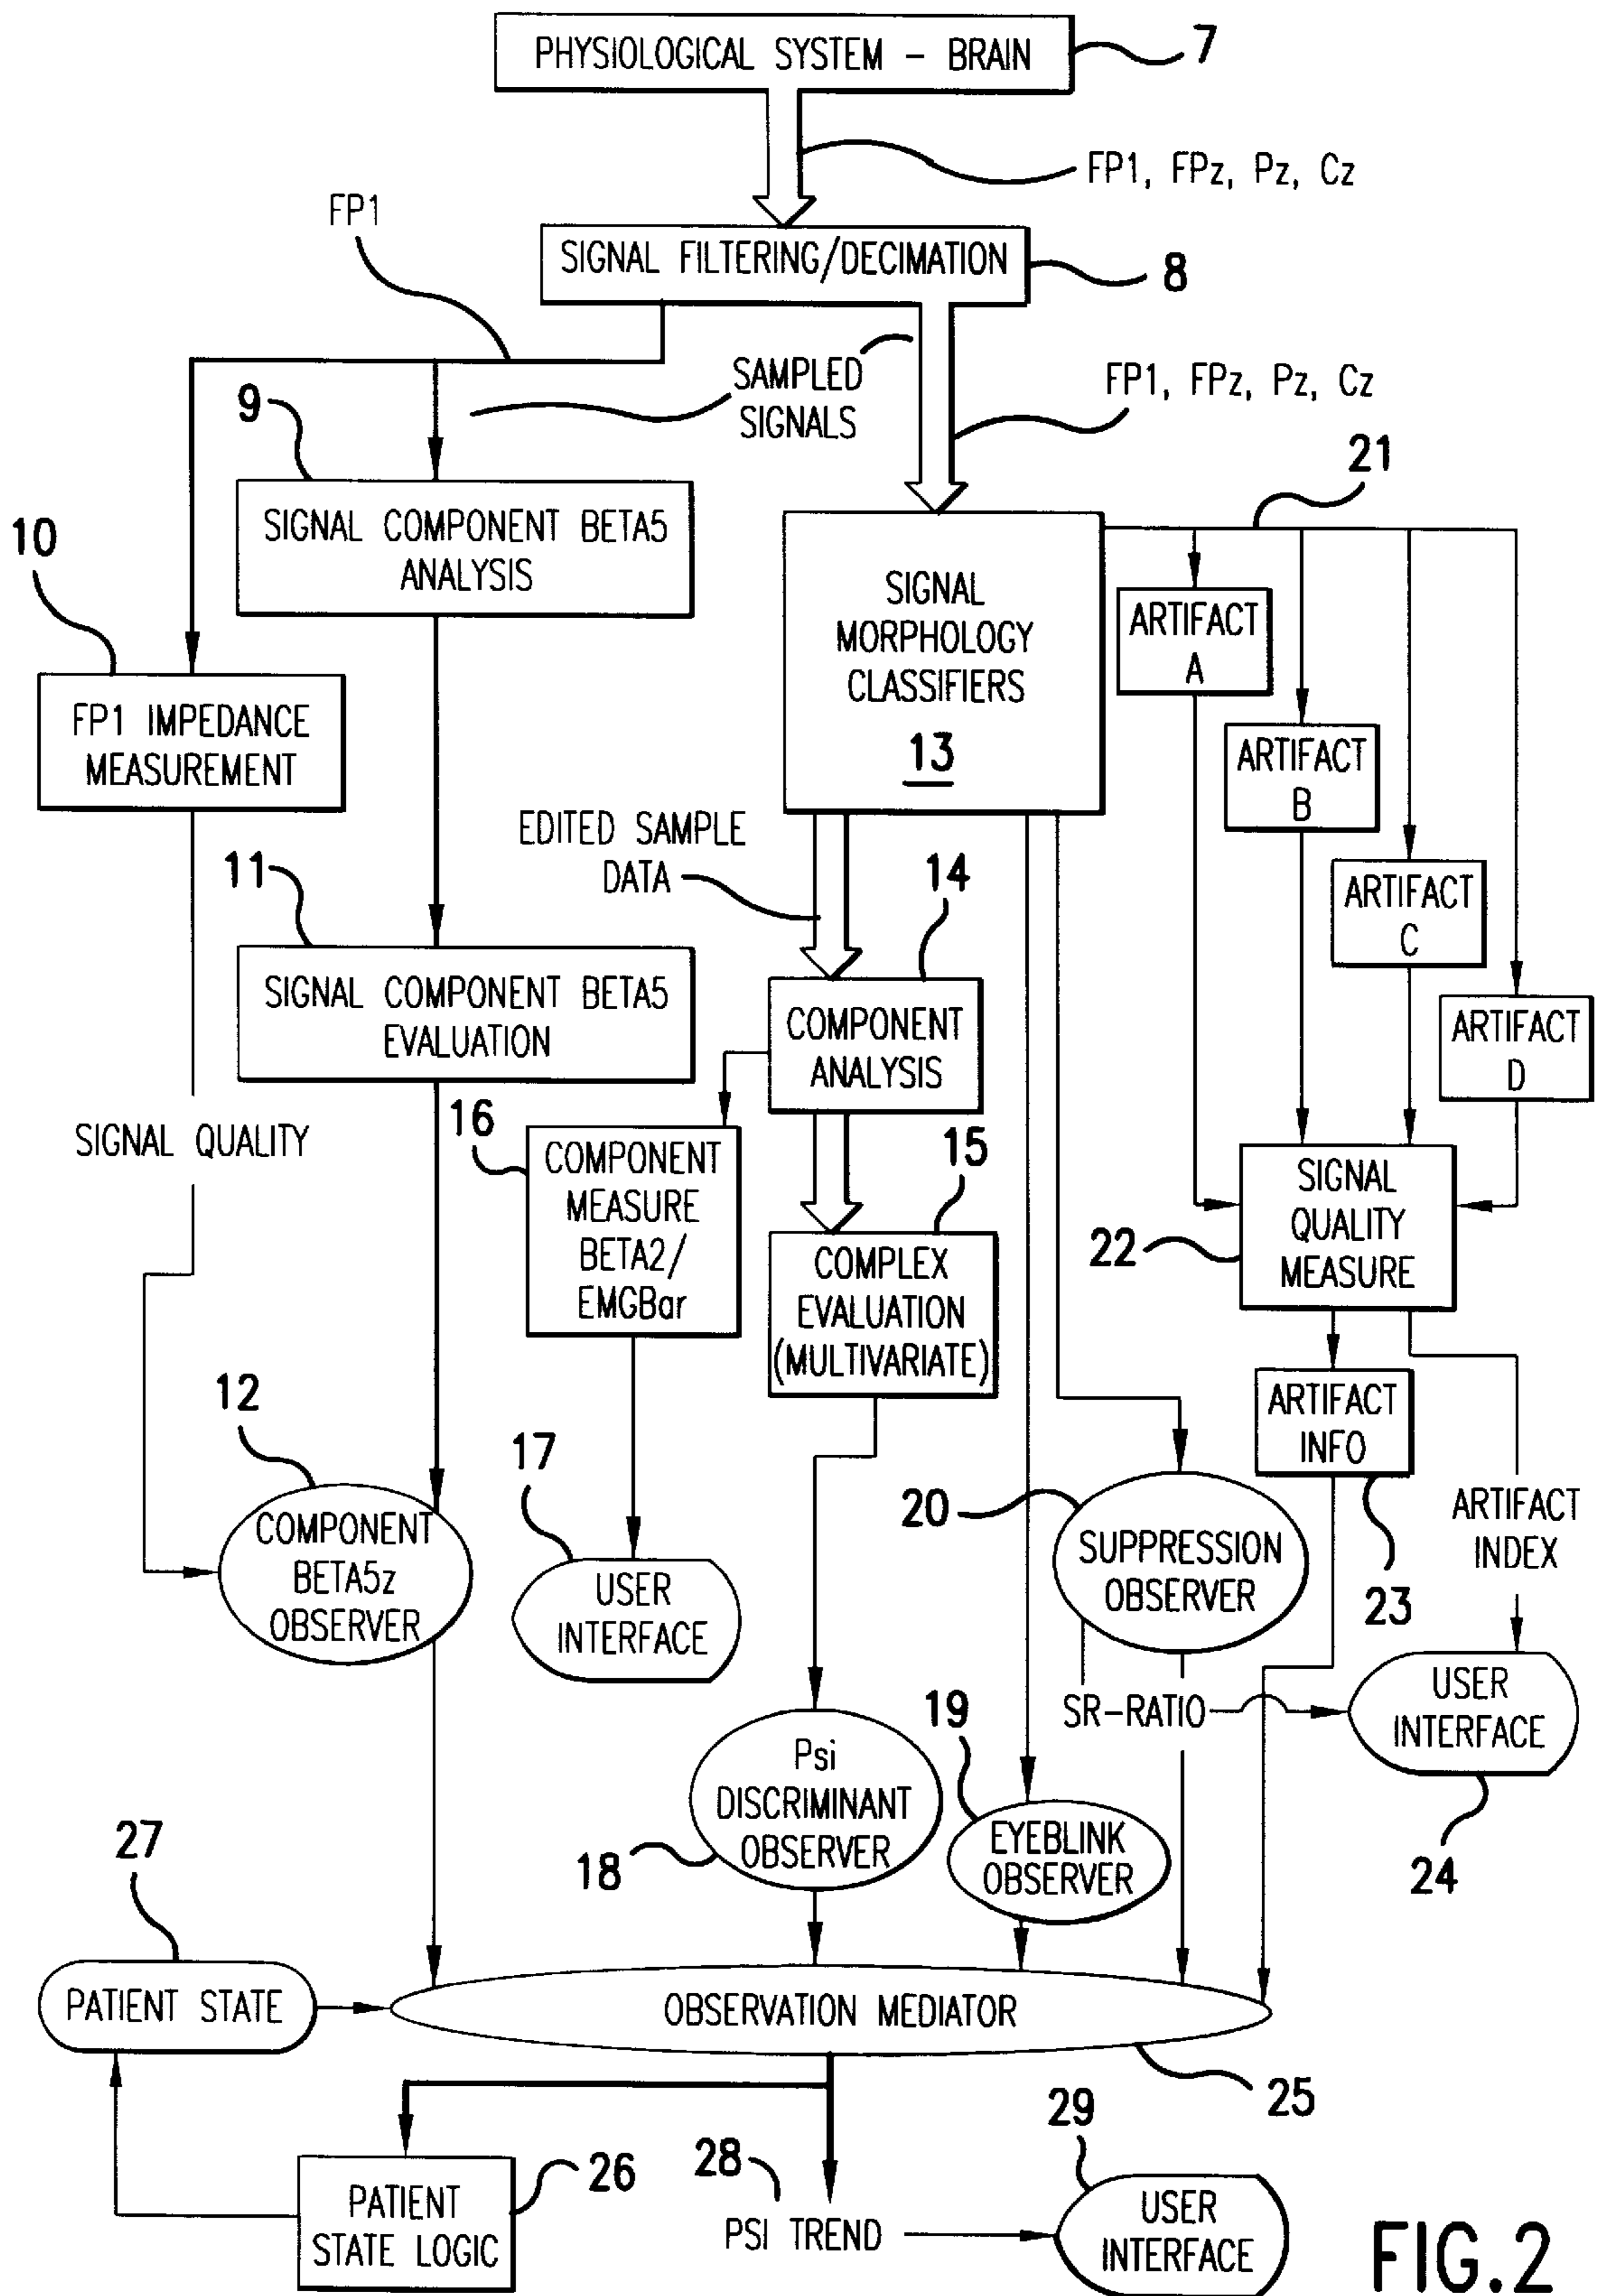 PHYSIOLOGICAL SYSTEM – BRAIN
7
FP1, FPz, Pz, Cz
FP1
SIGNAL FILTERING/DECIMATION
8
SAMPLED
SIGNALS
FP1, FPz, Pz, Cz
9
SIGNAL COMPONENT BETA5
ANALYSIS
10
FP1 IMPEDANCE
MEASUREMENT
SIGNAL
MORPHOLOGY
CLASSIFIERS
13
21
ARTIFACT
A
ARTIFACT
B
ARTIFACT
C
ARTIFACT
D
EDITED SAMPLE
DATA
11
SIGNAL COMPONENT BETA5
EVALUATION
14
COMPONENT
ANALYSIS
SIGNAL QUALITY
16
COMPONENT
MEASURE
BETA2/
EMGBar
15
COMPLEX
EVALUATION
(MULTIVARIATE)
22
SIGNAL
QUALITY
MEASURE
ARTIFACT
INFO
23
ARTIFACT
INDEX
12
COMPONENT
BETA5z
OBSERVER
17
USER
INTERFACE
20
SUPPRESSION
OBSERVER
SR-RATIO
USER
INTERFACE
24
Psi
DISCRIMINANT
OBSERVER
18
19
EYEBLINK
OBSERVER
27
PATIENT STATE
OBSERVATION MEDIATOR
25
PATIENT
STATE LOGIC
26
28
PSI TREND
29
USER
INTERFACE
FIG.2